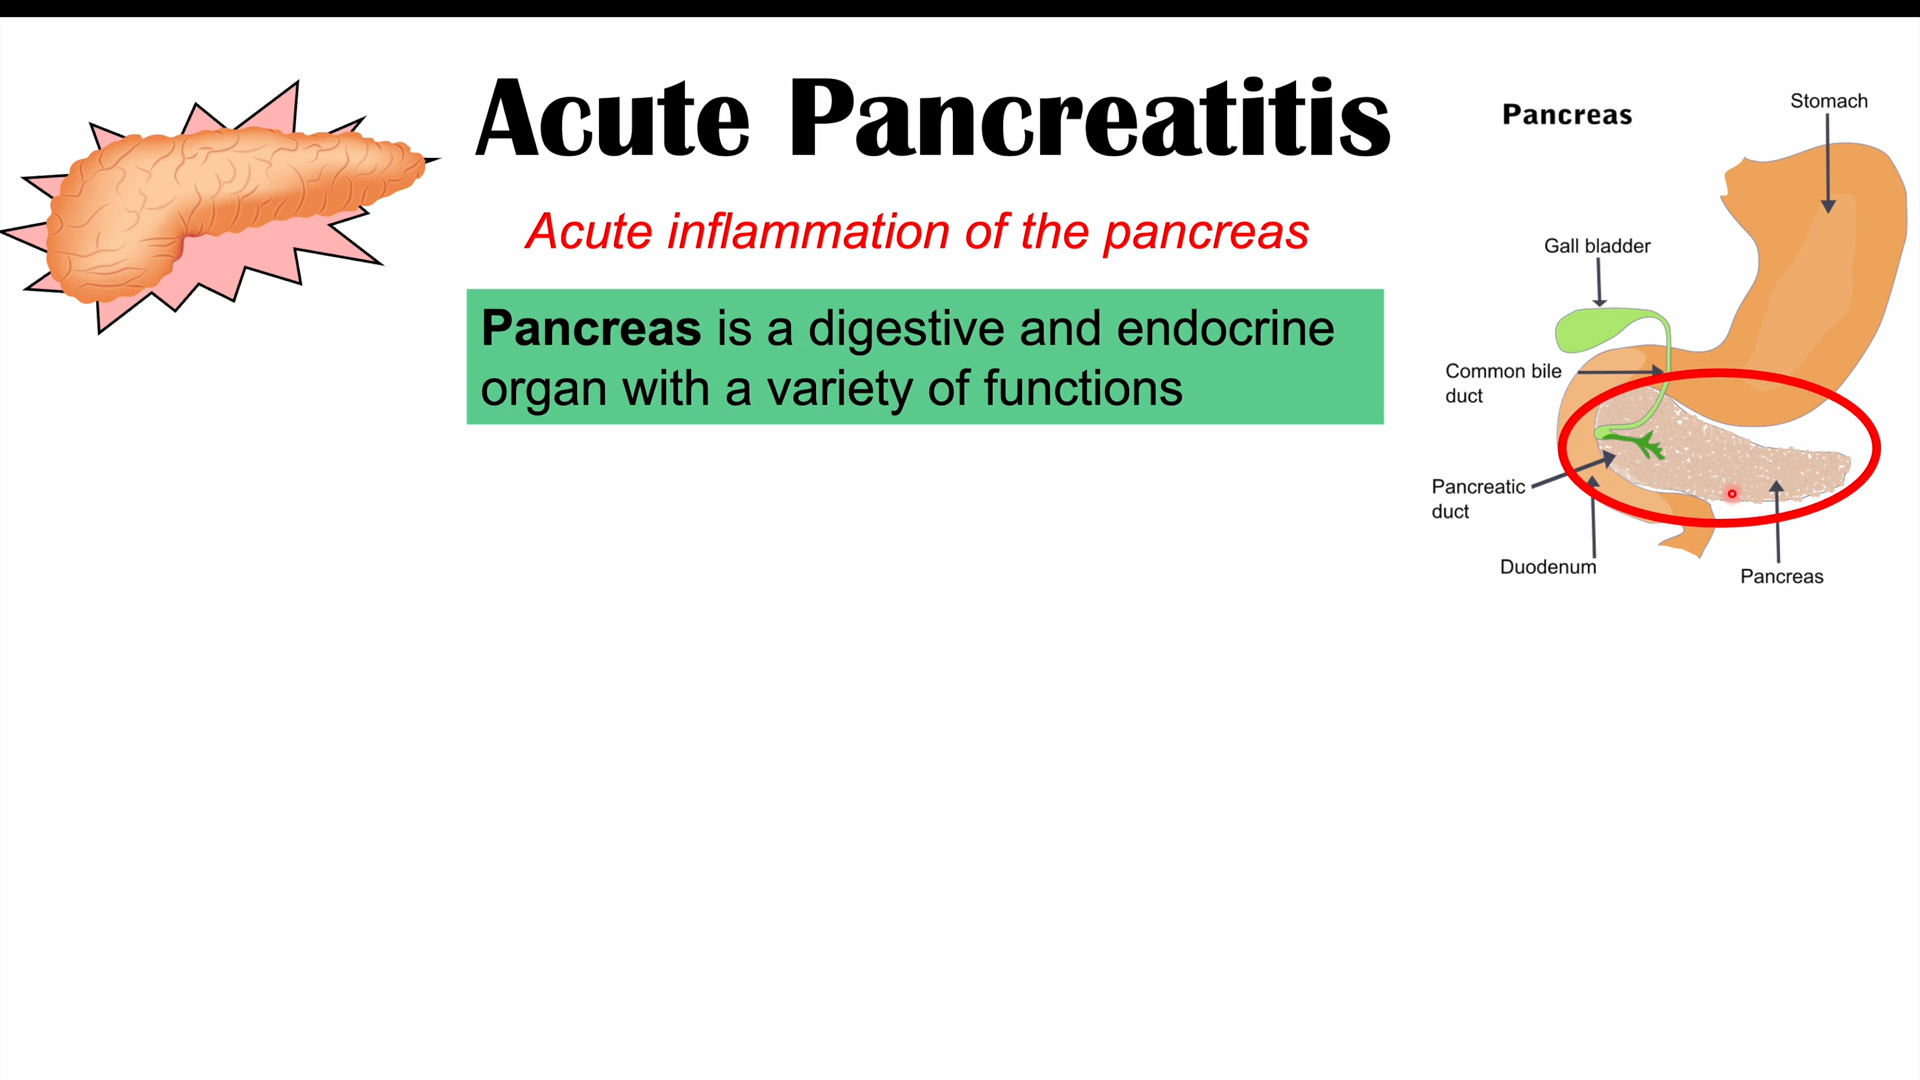 Acute Pancreatitis
Acute inflammation of the pancreas
Pancreas is a digestive and endocrine
organ with a variety of functions
Pancreas
Stomach
Gall bladder
Common bile
duct
Pancreatic
duct
Duodenum
Pancreas